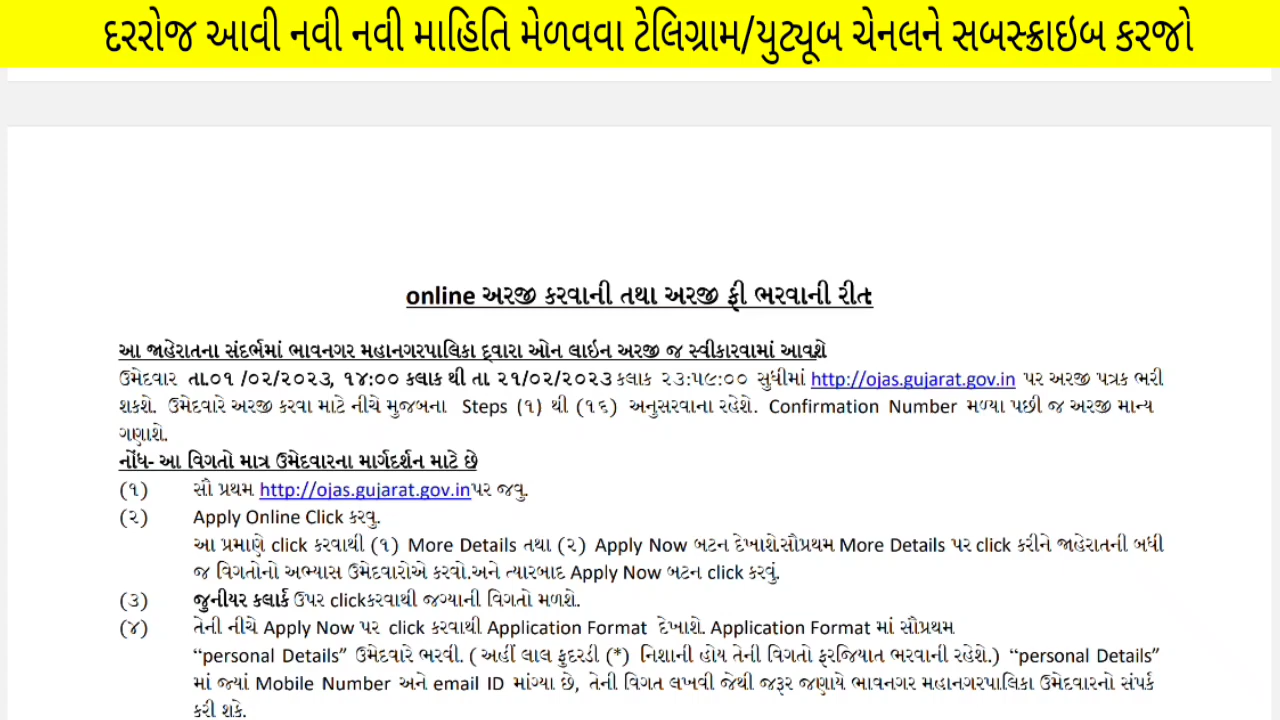 દરરોજ આવી નવી નવી માહિતિ મેળવવા ટેલિગ્રામ/યુટ્યૂબ ચેનલને સબસ્ક્રાઇબ કરજો
online અરજી કરવાની તથા અરજી ફી ભરવાની રીત
આ જાહેરાતના સંદર્ભમાં ભાવનગર મહાનગરપાલિકા દ્વારા ઓન લાઇન અરજી જ સ્વીકારવામાં આવશે
ઉમેદવાર તા.૦૧ /૦૨/૨૦૨૩, ૧૪:૦૦ કલાક થી તા ૨૧/૦૨/૨૦૨૩ કલાક ૨૩:૫૯:૦૦ સુધીમાં http://ojas.gujarat.gov.in પર અરજી પત્રક ભરી
શકશે. ઉમેદવારે અરજી કરવા માટે નીચે મુજબના Steps (૧) થી (૧૬) અનુસરવાના રહેશે. Confirmation Number મળ્યા પછી જ અરજી માન્ય
ગણાશે.
નોંધ- આ વિગતો માત્ર ઉમેદવારના માર્ગદર્શન માટે છે
(૧) સૌ પ્રથમ http://ojas.gujarat.gov.inપર જવુ.
(૨) Apply Online Click કરવુ.
આ પ્રમાણે click કરવાથી (૧) More Details તથા (૨) Apply Now બટન દેખાશે.સૌપ્રથમ More Details પર click કરીને જાહેરાતની બધી
જ વિગતોનો અભ્યાસ ઉમેદવારોએ કરવો.અને ત્યારબાદ Apply Now બટન click કરવું.
(૩) જુનીયર કલાર્ક ઉપર clickકરવાથી જગ્યાની વિગતો મળશે.
(૪) તેની નીચે Apply Now પર click કરવાથી Application Format દેખાશે. Application Format માં સૌપ્રથમ
“personal Details” ઉમેદવારે ભરવી. ( અહીં લાલ ફુદરડી (*) નિશાની હોય તેની વિગતો ફરજિયાત ભરવાની રહેશે.) “personal Details”
માં જ્યાં Mobile Number અને email ID માંગ્યા છે, તેની વિગત લખવી જેથી જરૂર જણાયે ભાવનગર મહાનગરપાલિકા ઉમેદવારનો સંપર્ક
કરી શકે.